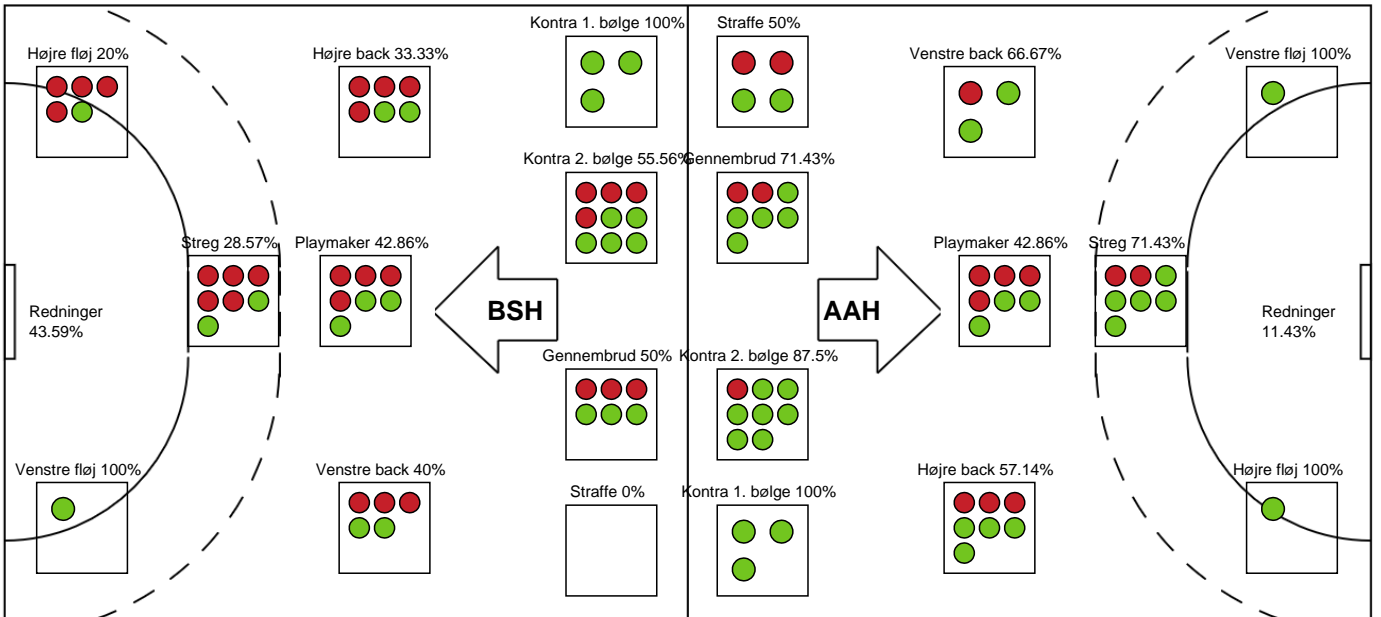 Kontra 1. bølge 100%
Straffe 50%
Højre fløj 20%
Højre back 33.33%
Venstre back 66.67%
Venstre fløj 100%
Kontra 2. bølge 55.56%
Gennembrud 71.43%
Streg 28.57%
Playmaker 42.86%
Playmaker 42.86%
Streg 71.43%
Redninger
43.59%
BSH
AAH
Redninger
11.43%
Gennembrud 50%
Kontra 2. bølge 87.5%
Venstre fløj 100%
Venstre back 40%
Straffe 0%
Kontra 1. bølge 100%
Højre back 57.14%
Højre fløj 100%